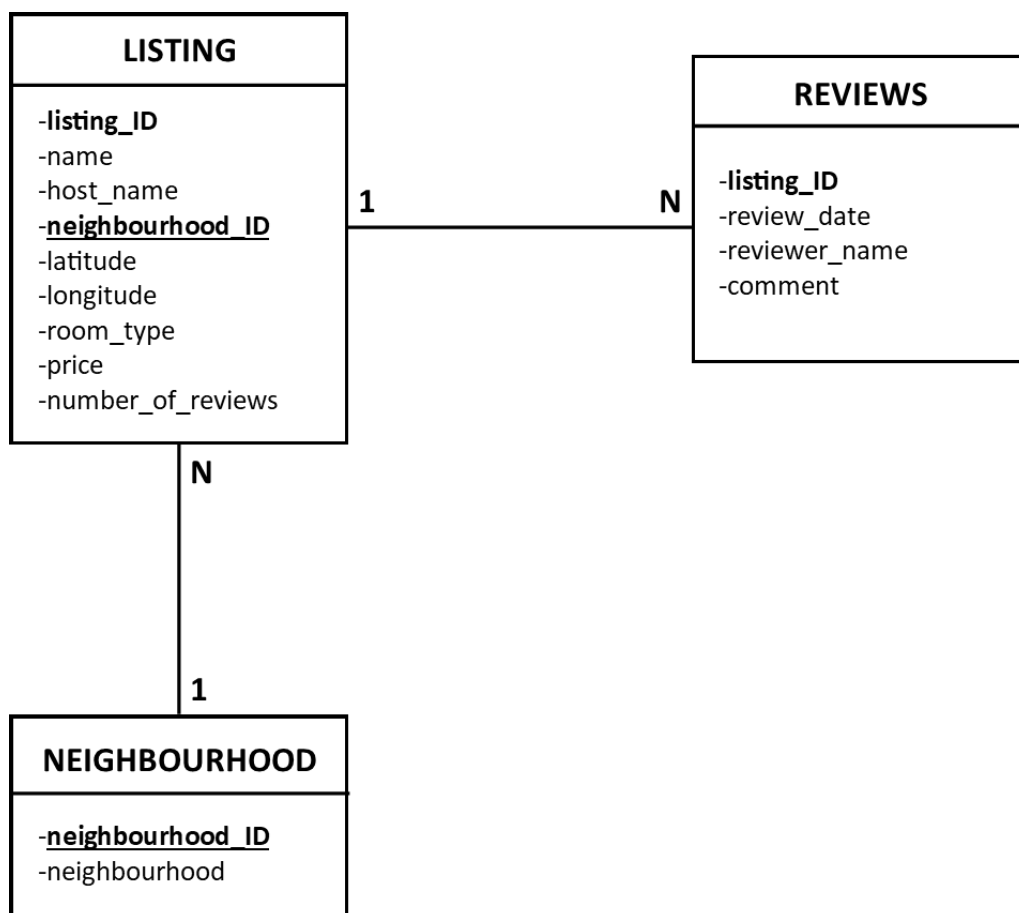 LISTING
-listing_ID
-name
-host_name
-neighbourhood_ID
-latitude
-longitude
-room_type
-price
-number_of_reviews
1
N
REVIEWS
-listing_ID
-review_date
-reviewer_name
-comment
N
1
NEIGHBOURHOOD
-neighbourhood_ID
-neighbourhood